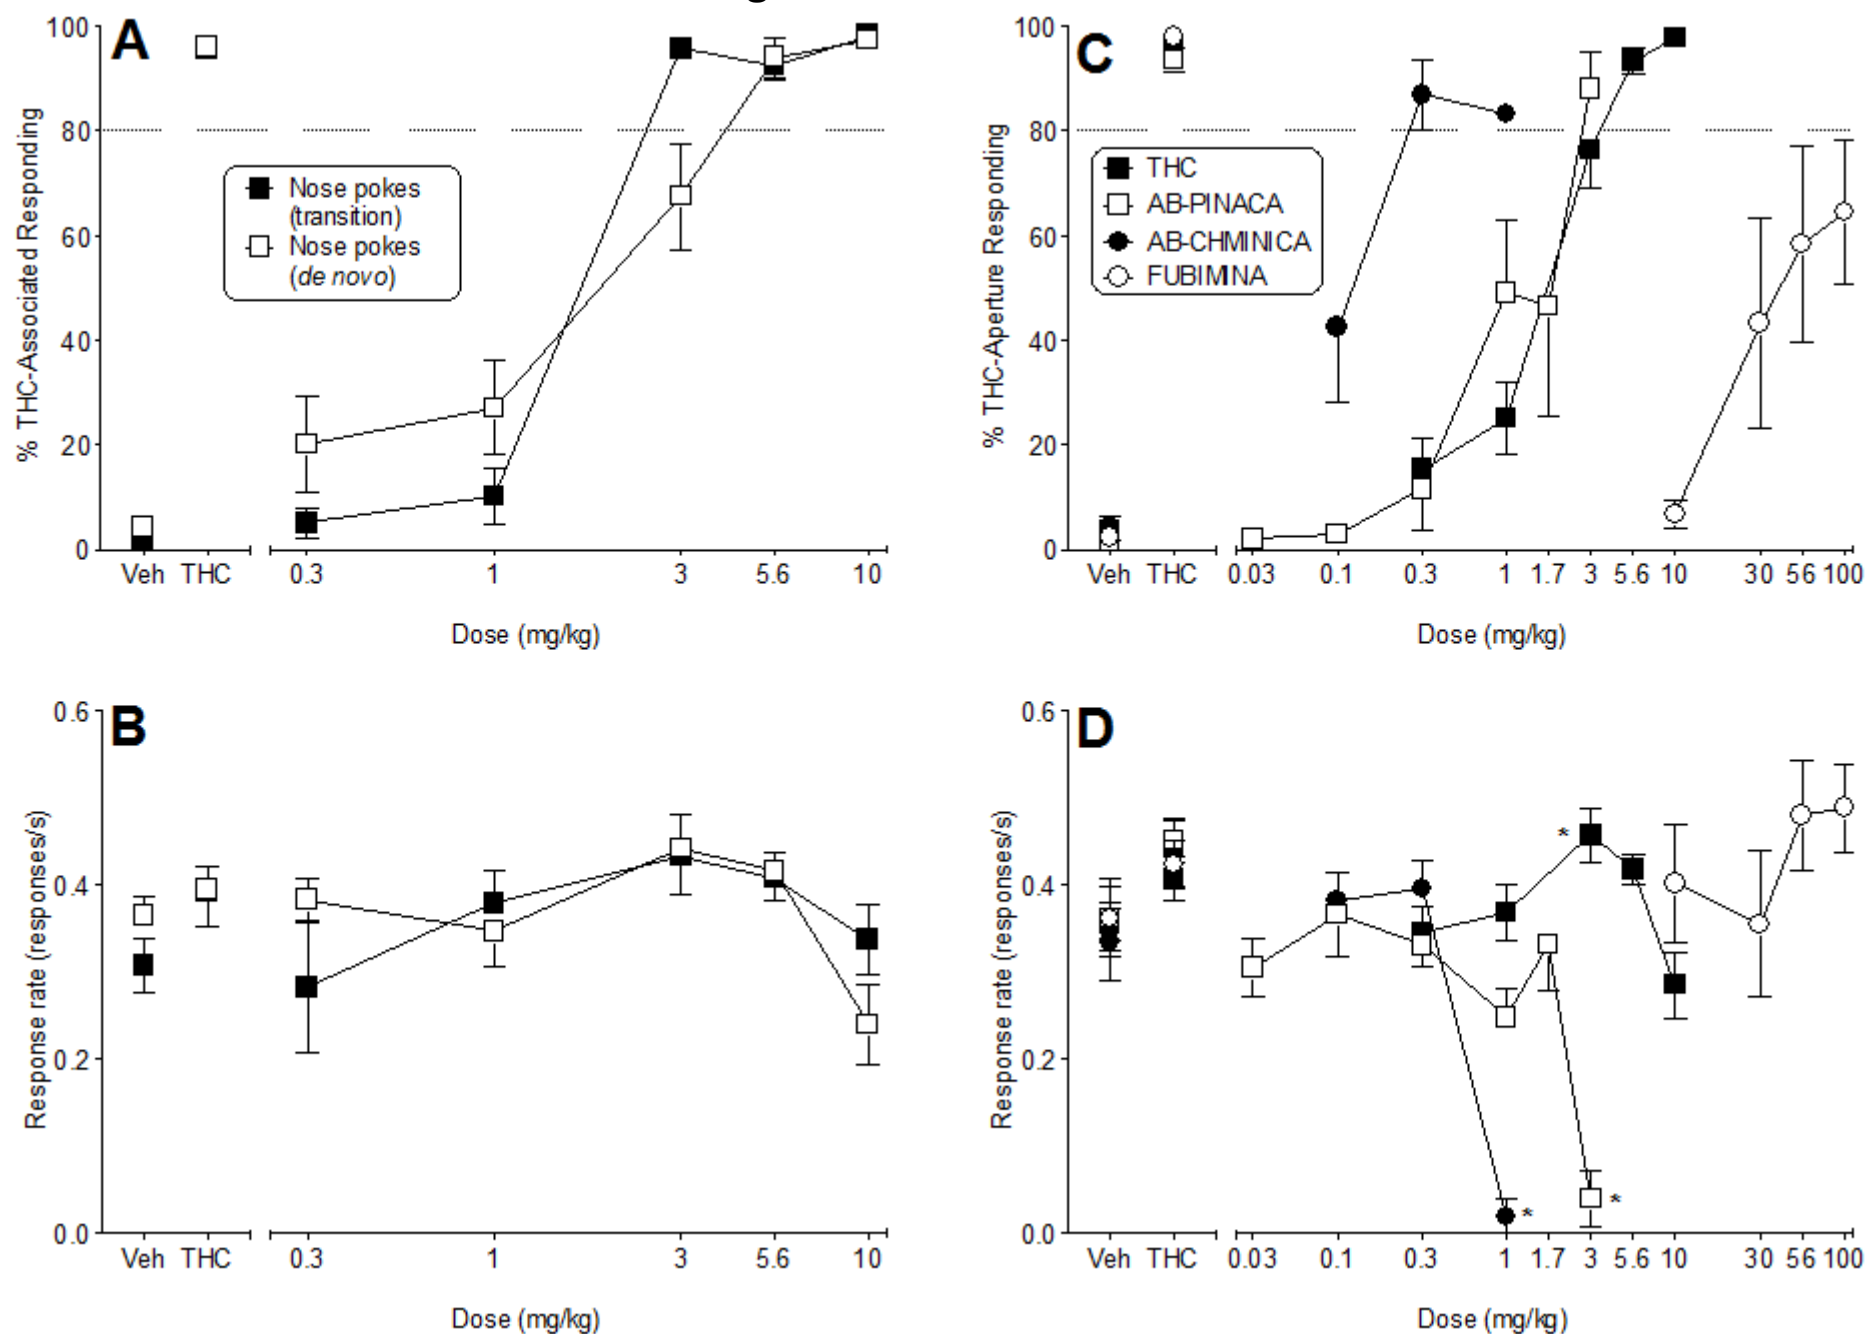 A
100
80
60
40
20
0
% THC-Associated Responding
Nose pokes
(transition)
Nose pokes
(de novo)
Veh THC 0.3 1 3 5.6 10
Dose (mg/kg)
C
100
80
60
40
20
0
% THC-Aperture Responding
THC
AB-PINACA
AB-CHMINICA
FUBIMINA
Veh THC 0.03 0.1 0.3 1 1.7 3 5.6 10 30 56 100
Dose (mg/kg)
B
0.6
0.4
0.2
0.0
Response rate (responses/s)
Veh THC 0.3 1 3 5.6 10
Dose (mg/kg)
D
0.6
0.4
0.2
0.0
Response rate (responses/s)
*
*
*
Veh THC 0.03 0.1 0.3 1 1.7 3 5.6 10 30 56 100
Dose (mg/kg)